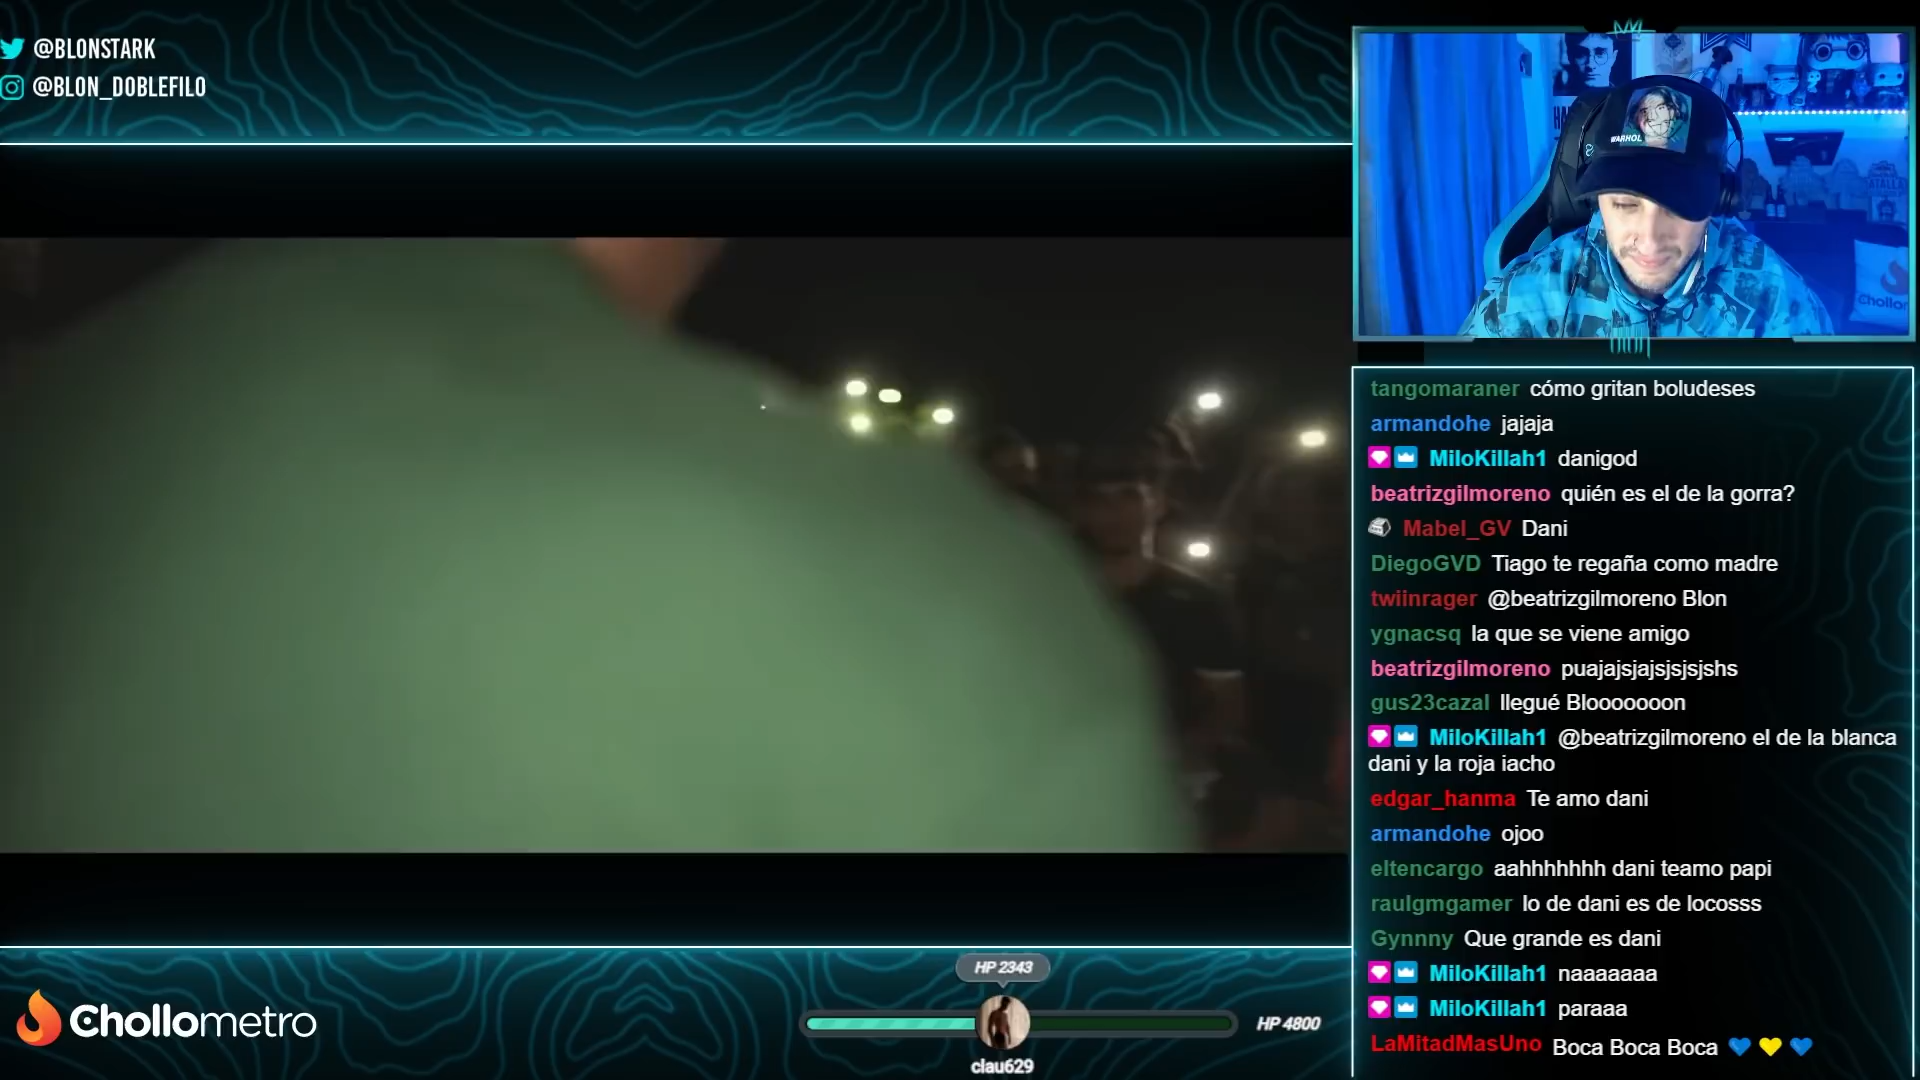 @BLONSTARK
@BLON_DOBLEFILO
WARHOL
tangomaraner cómo gritan boludeses
armandohe jajaja
MiloKillah1 danigod
beatrizgilmoreno quién es el de la gorra?
Mabel_GV Dani
DiegoGVD Tiago te regaña como madre
twiinrager @beatrizgilmoreno Blon
ygnacsq la que se viene amigo
beatrizgilmoreno puajajsjajsjsjsjshs
gus23cazal llegué Blooooooon
MiloKillah1 @beatrizgilmoreno el de la blanca
dani y la roja iacho
edgar_hanma Te amo dani
armandohe ojoo
eltencargo aahhhhhhh dani teamo papi
raulgmgamer lo de dani es de locosss
Gynnny Que grande es dani
MiloKillah1 naaaaaaa
MiloKillah1 paraaa
LaMitadMasUno Boca Boca Boca 💙 💛 💙
HP 2343
Chollometro
HP 4800
clau629